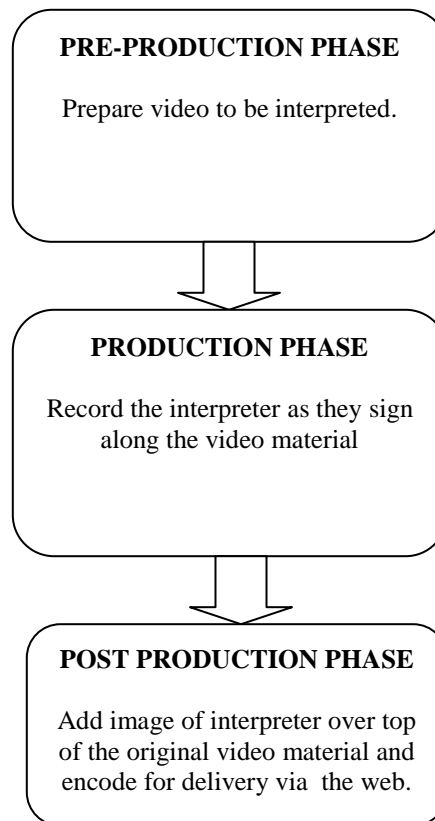 PRE-PRODUCTION PHASE
Prepare video to be interpreted.
PRODUCTION PHASE
Record the interpreter as they sign
along the video material
POST PRODUCTION PHASE
Add image of interpreter over top
of the original video material and
encode for delivery via  the web.